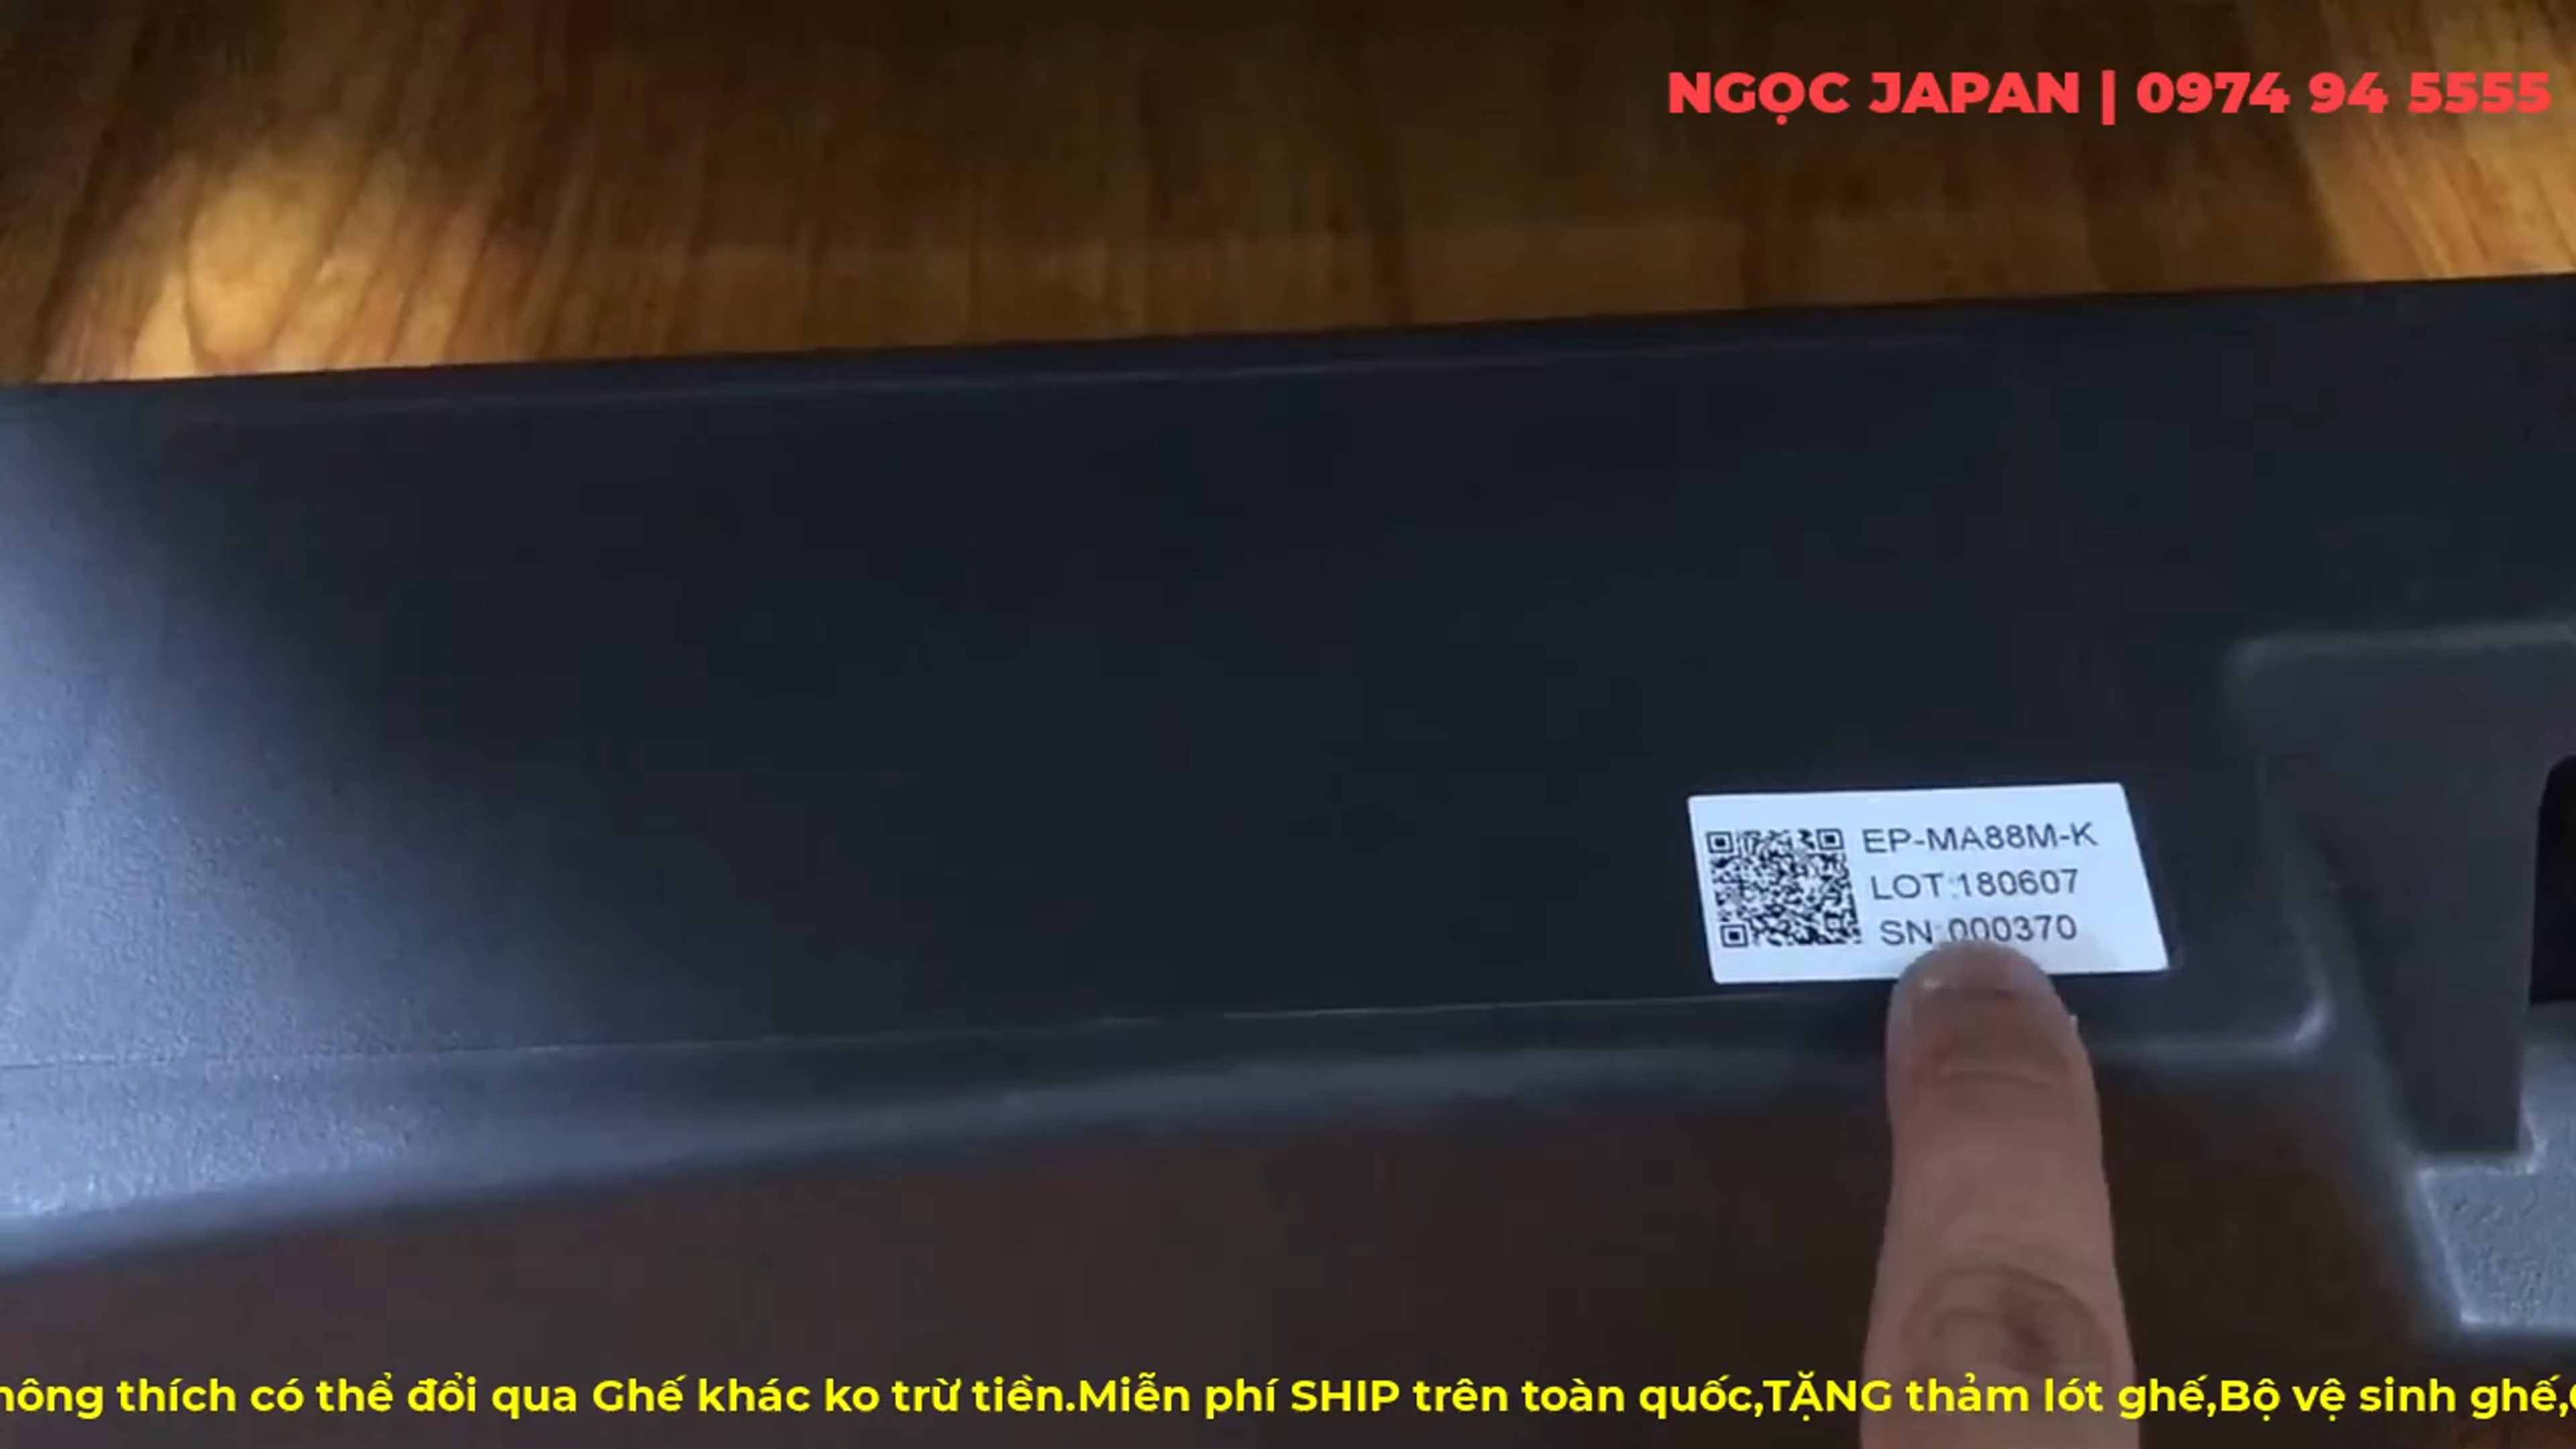 NGỌC JAPAN | 0974 94 5555
EP-MA88M-K
LOT:180607
SN:000370
thích có thể đổi qua Ghế khác ko trừ tiền.Miễn phí SHIP trên toàn quốc,TẶNG thảm lót ghế,Bộ vệ sinh ghế,